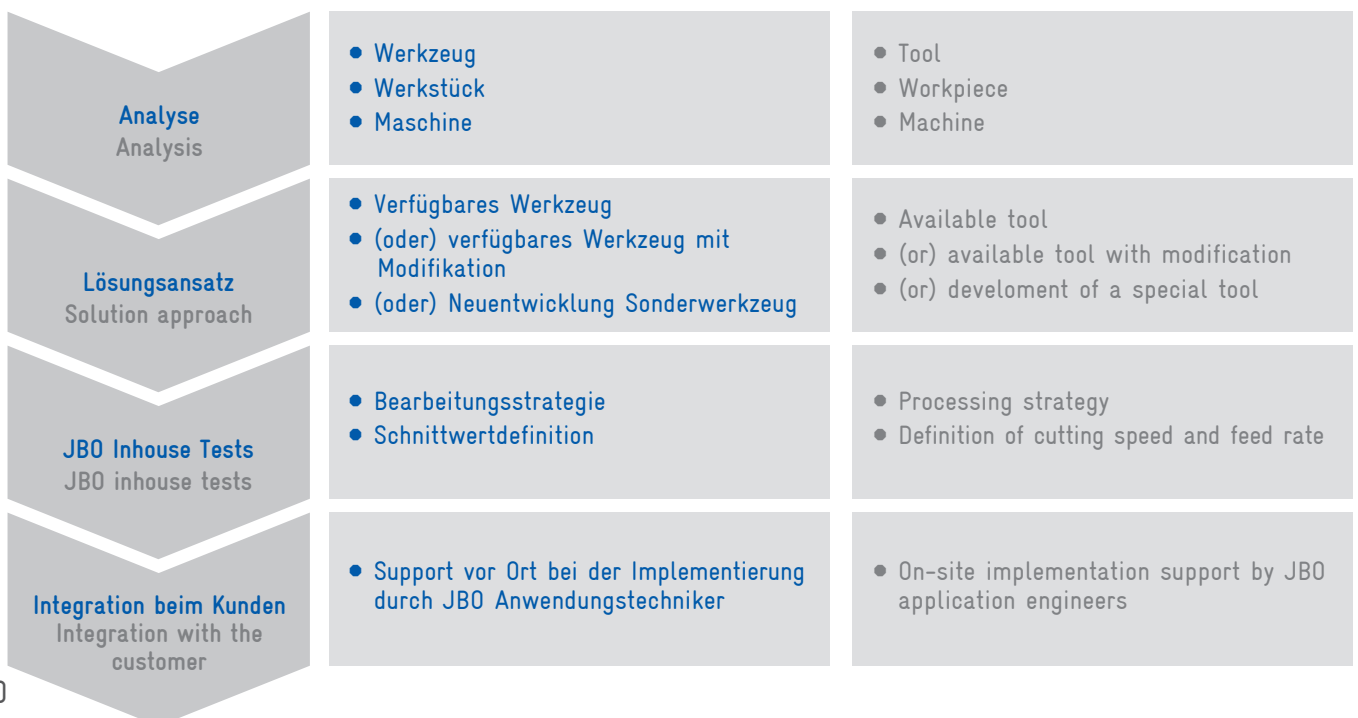 Analyse
Analysis
● Werkzeug
● Werkstück
● Maschine
● Tool
● Workpiece
● Machine
Lösungsansatz
Solution approach
● Verfügbares Werkzeug
● (oder) verfügbares Werkzeug mit
Modifikation
● (oder) Neuentwicklung Sonderwerkzeug
● Available tool
● (or) available tool with modification
● (or) develoment of a special tool
JBO Inhouse Tests
JBO inhouse tests
● Bearbeitungsstrategie
● Schnittwertdefinition
● Processing strategy
● Definition of cutting speed and feed rate
Integration beim Kunden
Integration with the
customer
● Support vor Ort bei der Implementierung
durch JBO Anwendungstechniker
● On-site implementation support by JBO
application engineers